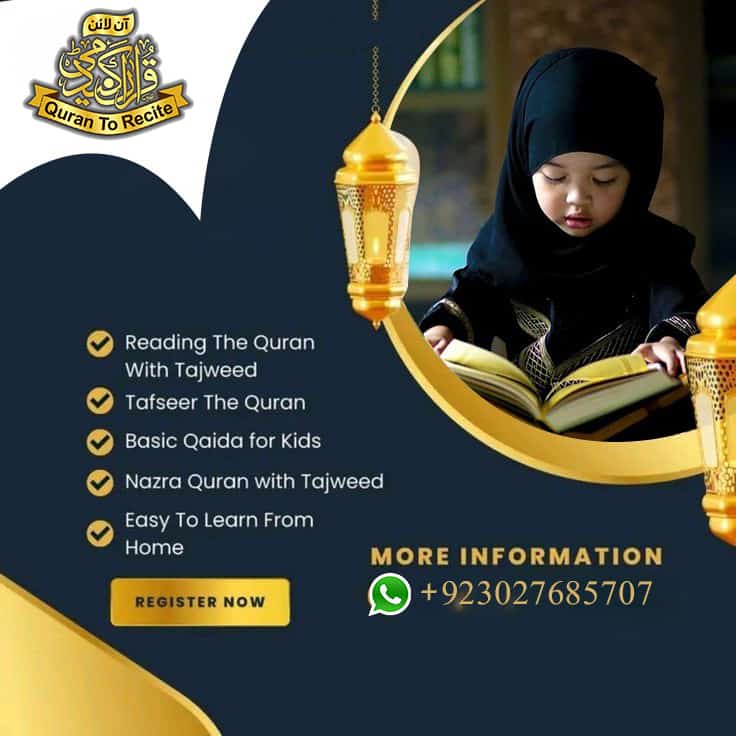 آن لائن
قرآن اکیڈمی
Quran To Recite
Reading The Quran
With Tajweed
Tafseer The Quran
Basic Qaida for Kids
Nazra Quran with Tajweed
Easy To Learn From
Home
REGISTER NOW
MORE INFORMATION
+923027685707